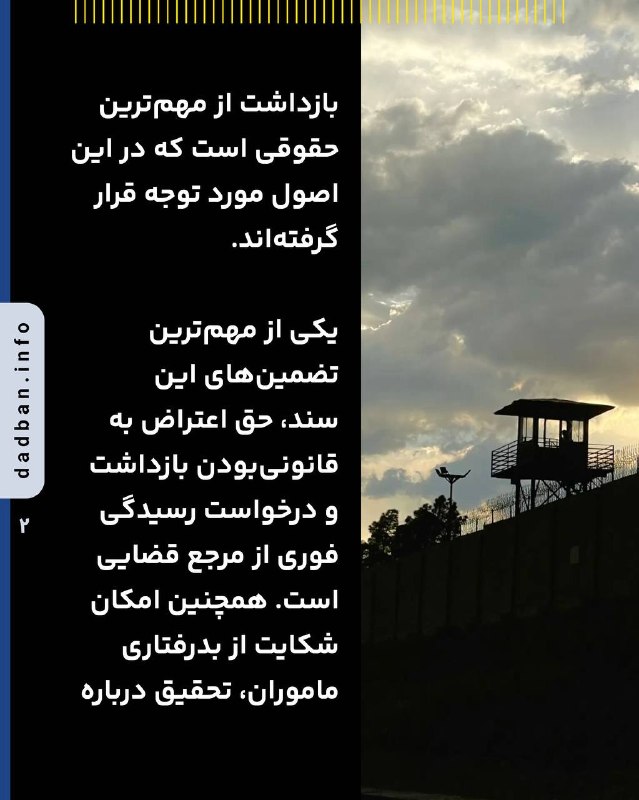 بازداشت از مهم‌ترین
حقوقی است که در این
اصول مورد توجه قرار
گرفته‌اند.
یکی از مهم‌ترین
تضمین‌های این
سند، حق اعتراض به
قانونی‌بودن بازداشت
و درخواست رسیدگی
فوری از مرجع قضایی
است. همچنین امکان
شکایت از بدرفتاری
ماموران، تحقیق درباره
dadban.info
۲